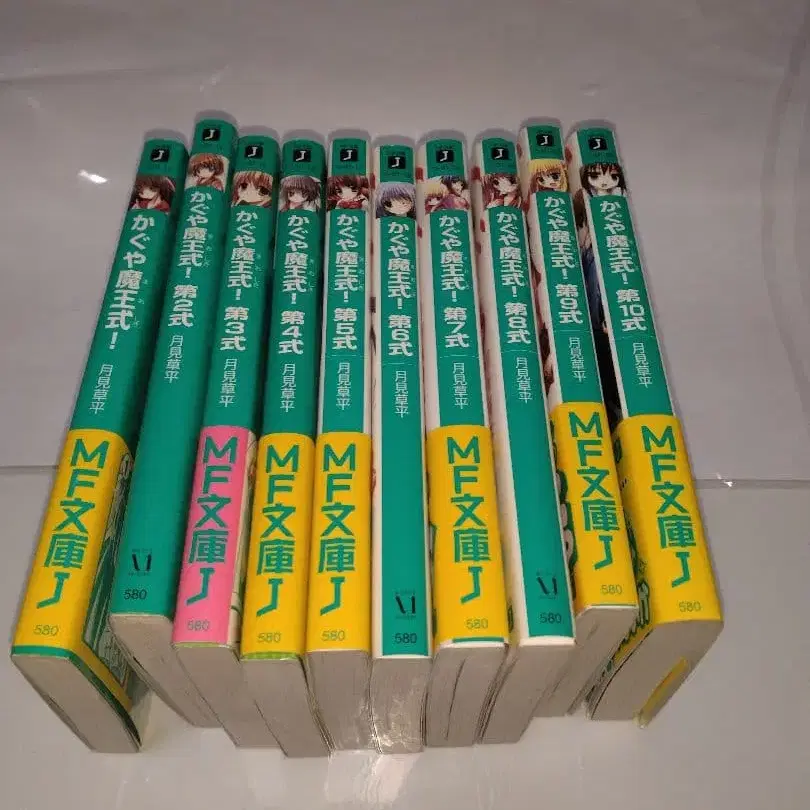 J
かぐや魔王式！
月見草平
MF文庫J
580
J
かぐや魔王式！ 第2式
月見草平
580
J
かぐや魔王式！ 第3式
月見草平
MF文庫J
580
J
かぐや魔王式！ 第4式
月見草平
MF文庫J
580
J
かぐや魔王式！ 第5式
月見草平
MF文庫J
580
J
かぐや魔王式！ 第6式
月見草平
580
J
かぐや魔王式！ 第7式
月見草平
MF文庫J
580
J
かぐや魔王式！ 第8式
月見草平
580
J
かぐや魔王式！ 第9式
月見草平
MF文庫J
580
J
かぐや魔王式！ 第10式
月見草平
MF文庫J
580